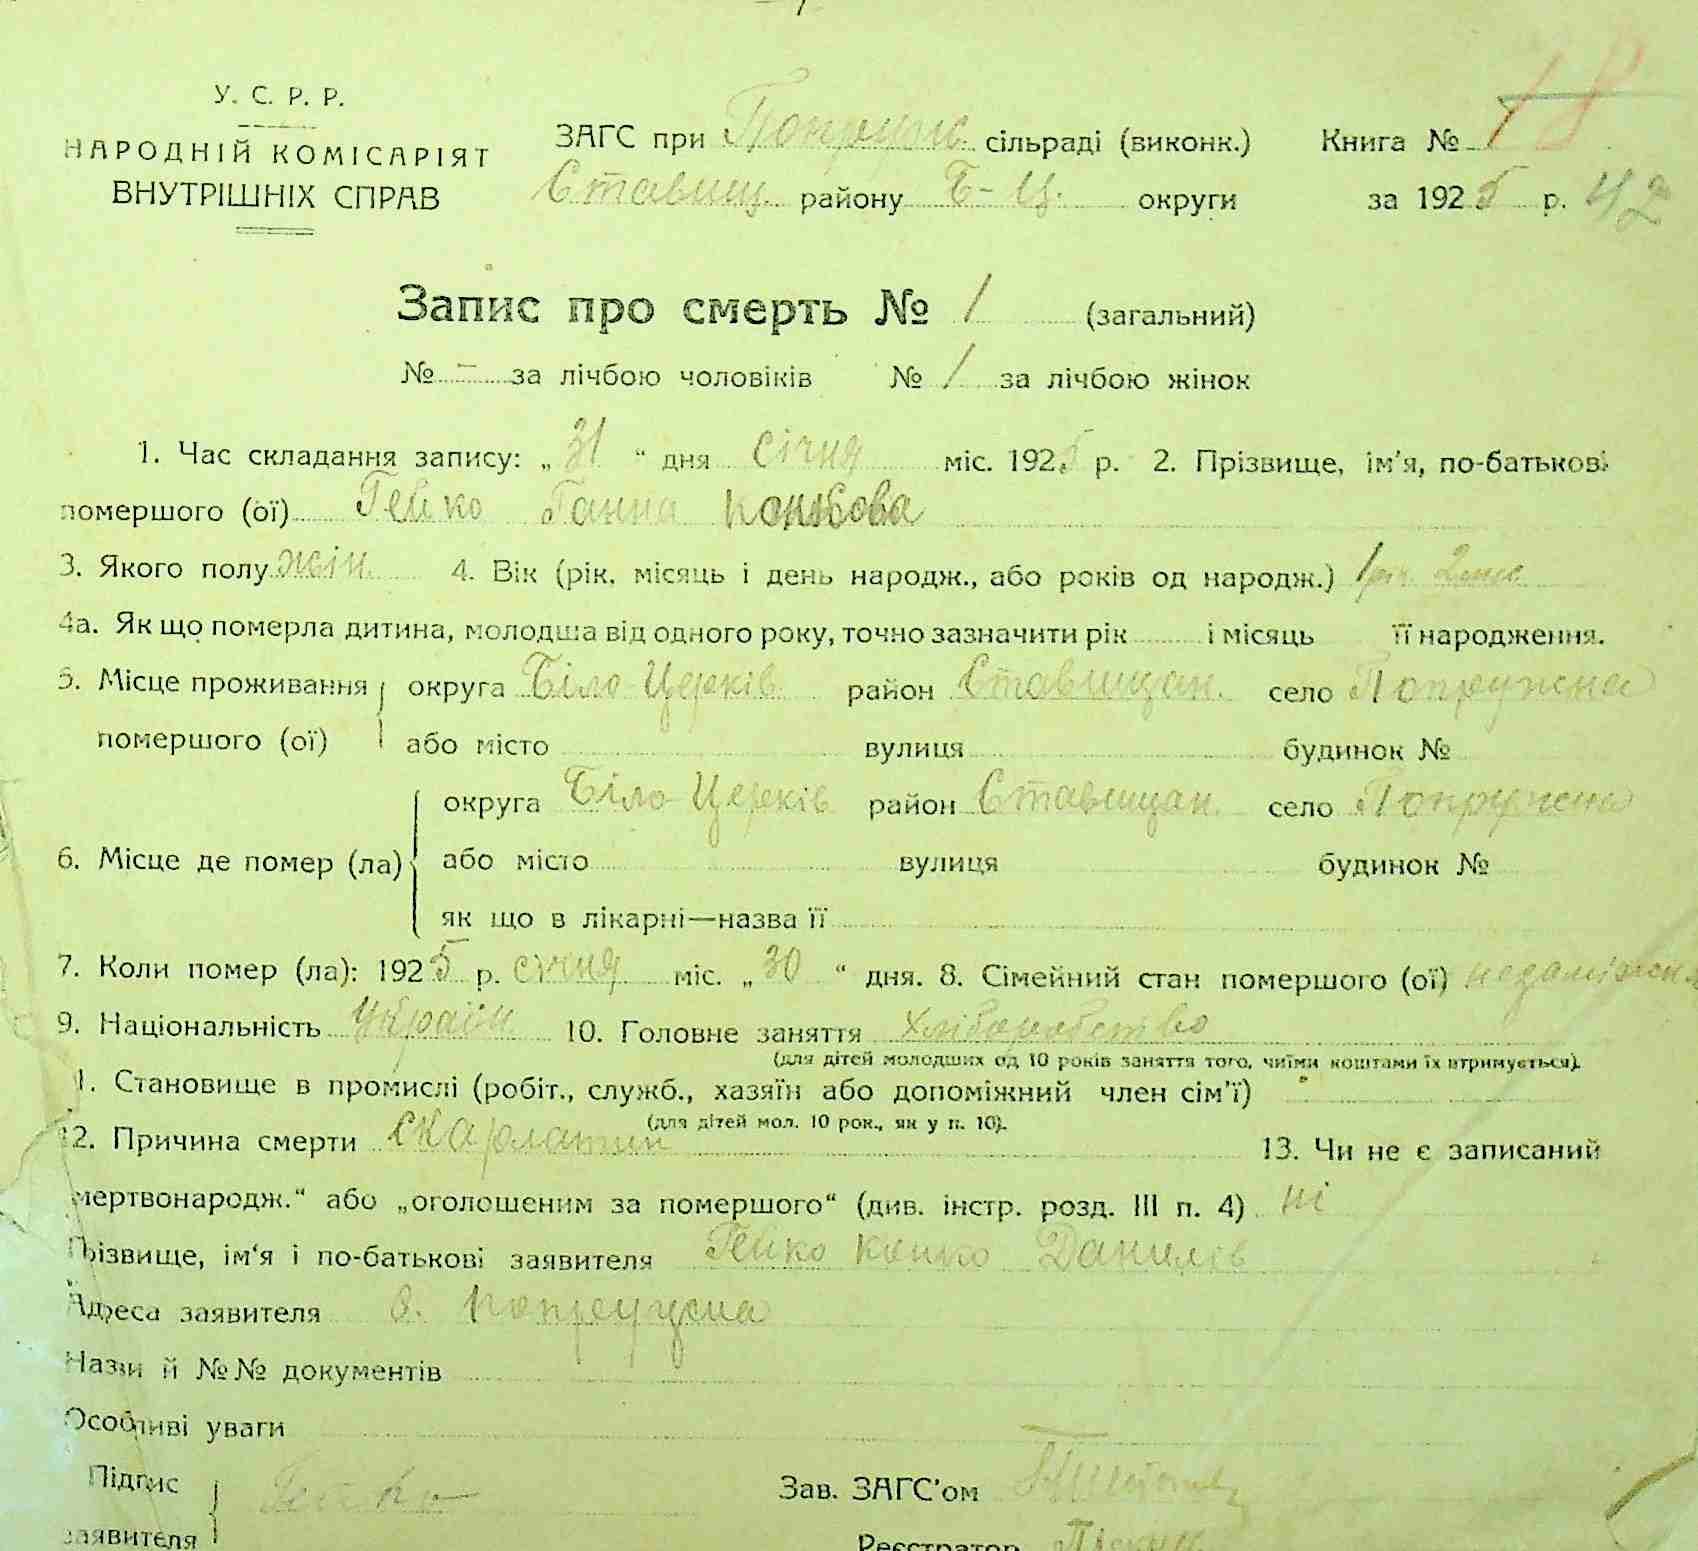 У. С. Р. Р.
НАРОДНІЙ КОМІСАРІЯТ
ВНУТРІШНІХ СПРАВ
ЗАГС при Попруж. сільраді (виконк.) Книга №
Ставищ. району Б-Ц. округи за 1925 р. 42
18
Запис про смерть № 1 (загальний)
№ - за лічбою чоловіків № 1 за лічбою жінок
1. Час складання запису: „31“ дня січня міс. 1925 р. 2. Прізвище, ім'я, по-батькові
помершого (ої) Гейко Ганна
3. Якого полу жін. 4. Вік (рік, місяць і день народж., або років од народж.) 1 рік 2 міс
4а. Як що померла дитина, молодша від одного року, точно зазначити рік і місяць її народження.
5. Місце проживання помершого (ої) округа Біло-Церків район Ставищан. село Попружна
або місто вулиця будинок №
6. Місце де помер (ла) округа Біло-Церків район Ставищан. село Попружна
або місто вулиця будинок №
як що в лікарні—назва її
7. Коли помер (ла): 1925 р. січня міс. „30“ дня. 8. Сімейний стан помершого (ої)
9. Національність Україн 10. Головне заняття Хліборобство
(для дітей молодших од 10 років заняття того, чиїми коштами їх втримується).
11. Становище в промислі (робіт., служб., хазяїн або допоміжний член сім'ї) "
(для дітей мол. 10 рок., як у п. 10).
12. Причина смерти скарлатин 13. Чи не є записаний
„мертвонародж.“ або „оголошеним за помершого“ (див. інстр. розд. III п. 4) ні
Прізвище, ім'я і по-батькові заявителя Гейко Конко Данилов
Адреса заявителя с. Попружна
Назви й №№ документів
Особливі уваги
Підпис заявителя Гейко
Зав. ЗАГС'ом
Реєстратор